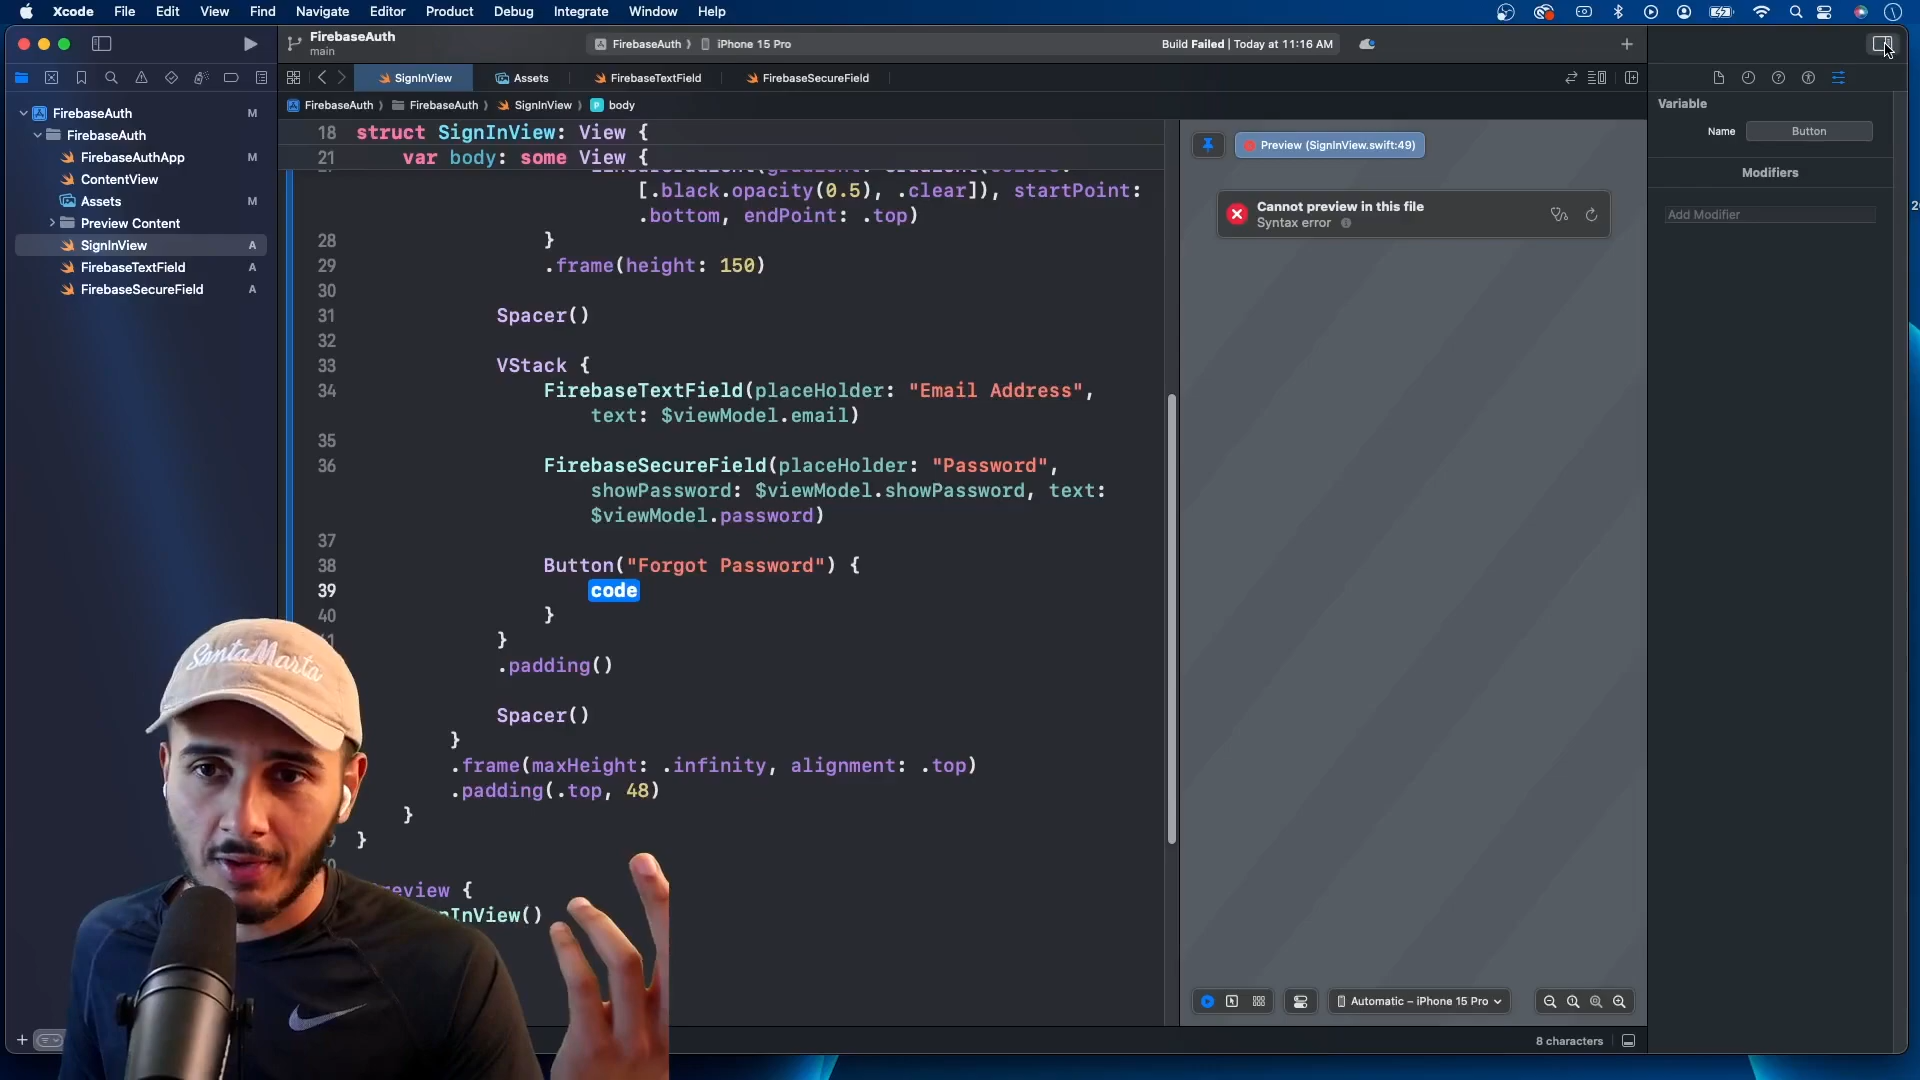 Xcode File Edit View Find Navigate Editor Product Debug Integrate Window Help
FirebaseAuth
main
FirebaseAuth iPhone 15 Pro
Build Failed | Today at 11:16 AM
SignInView Assets FirebaseTextField FirebaseSecureField
FirebaseAuth FirebaseAuth SignInView body
FirebaseAuth M
FirebaseAuth
FirebaseAuthApp M
ContentView
Assets M
Preview Content
SignInView A
FirebaseTextField A
FirebaseSecureField A
18 struct SignInView: View {
21 var body: some View {
[.black.opacity(0.5), .clear]), startPoint:
.bottom, endPoint: .top)
28 }
29 .frame(height: 150)
30
31 Spacer()
32
33 VStack {
34 FirebaseTextField(placeHolder: "Email Address",
text: $viewModel.email)
35
36 FirebaseSecureField(placeHolder: "Password",
showPassword: $viewModel.showPassword, text:
$viewModel.password)
37
38 Button("Forgot Password") {
39 code
40 }
}
.padding()
Spacer()
}
.frame(maxHeight: .infinity, alignment: .top)
.padding(.top, 48)
}
}
{
InView()
Preview (SignInView.swift:49)
Cannot preview in this file
Syntax error
Automatic – iPhone 15 Pro
8 characters
Variable
Name Button
Modifiers
Add Modifier
Santa Marta